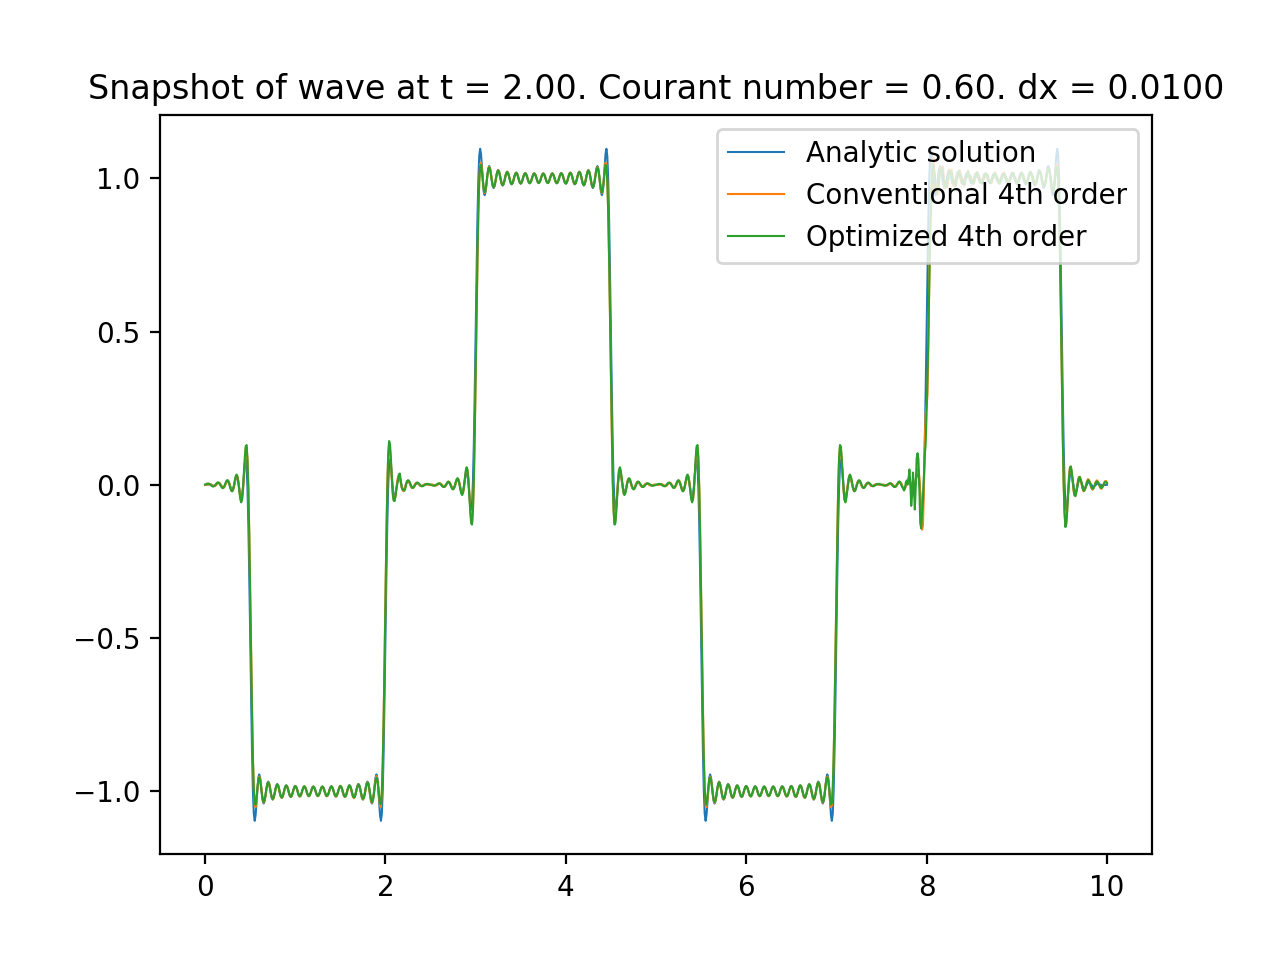 Snapshot of wave at t = 2.00. Courant number = 0.60. dx = 0.0100
Analytic solution
Conventional 4th order
Optimized 4th order
1.0
0.5
0.0
−0.5
−1.0
0 2 4 6 8 10